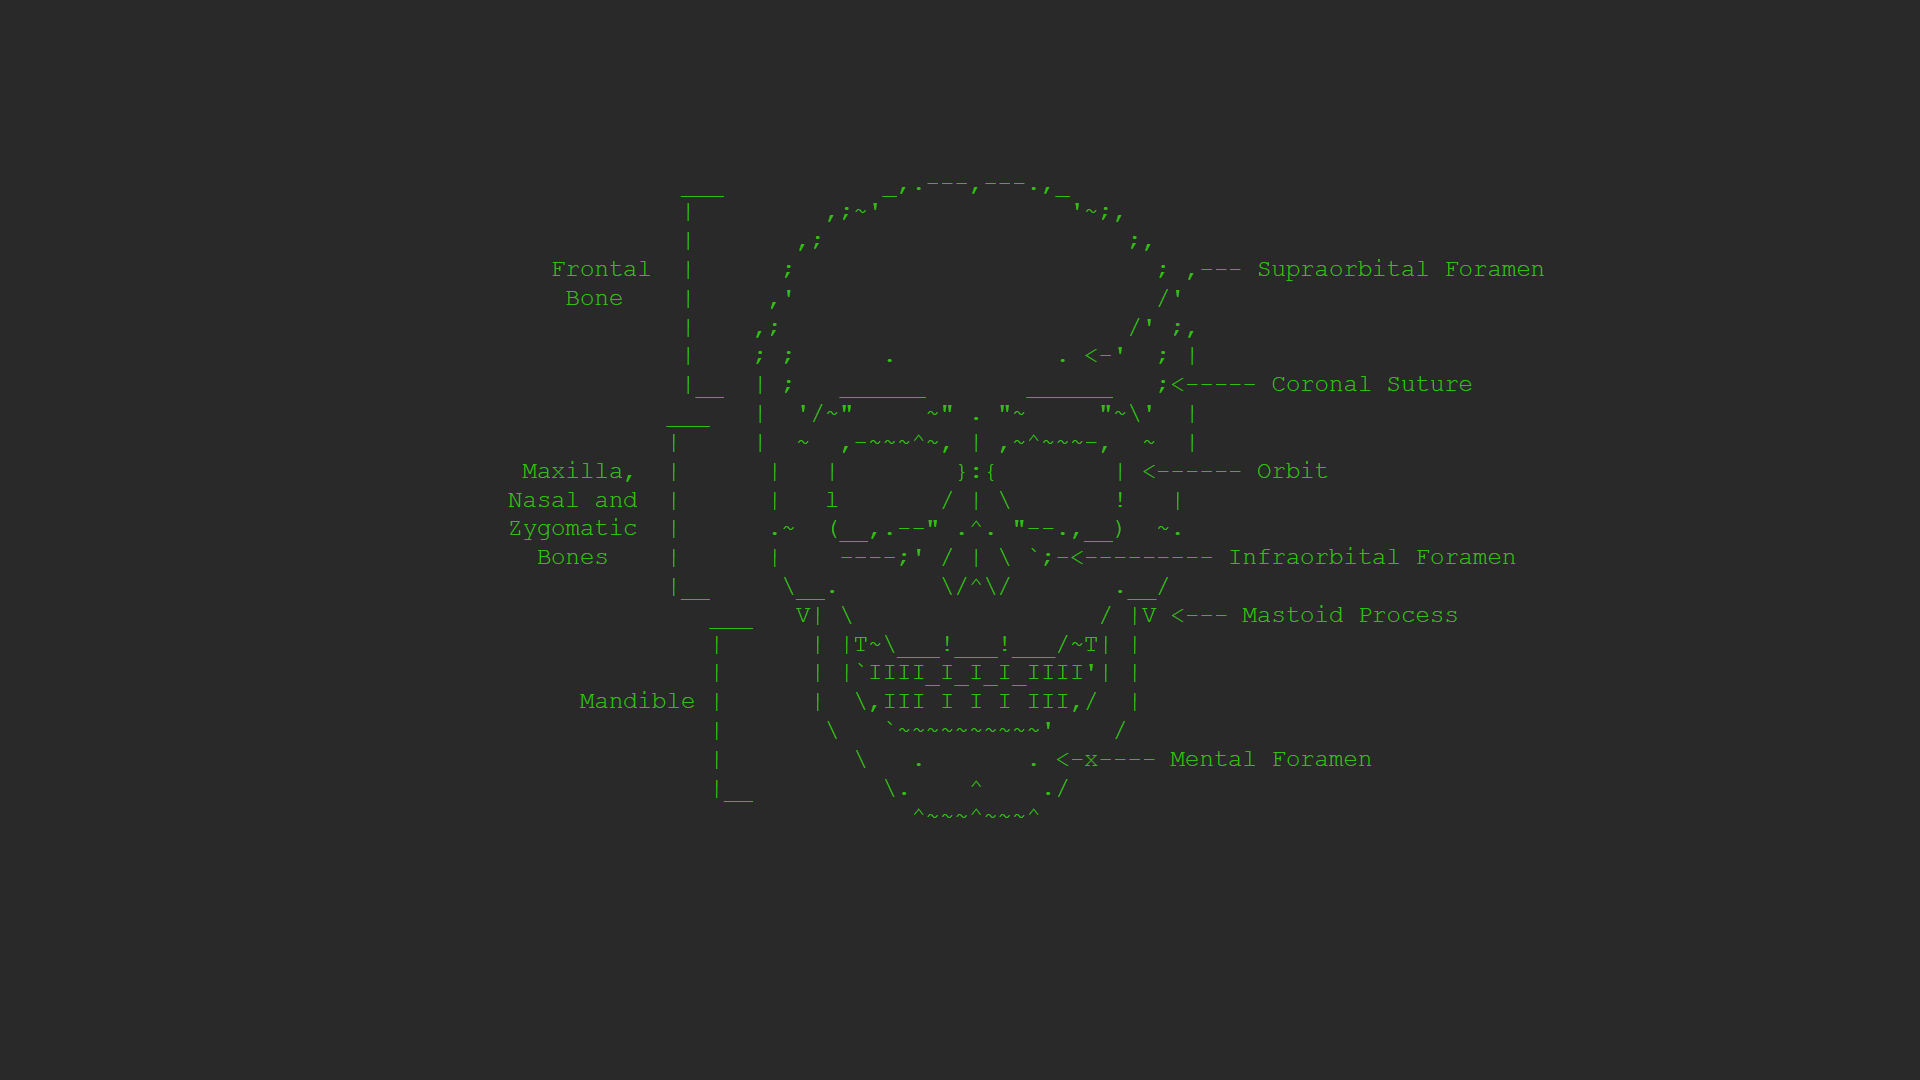 Frontal
Bone
Supraorbital Foramen
Coronal Suture
Maxilla,
Nasal and
Zygomatic
Bones
Orbit
Infraorbital Foramen
Mastoid Process
Mandible
Mental Foramen